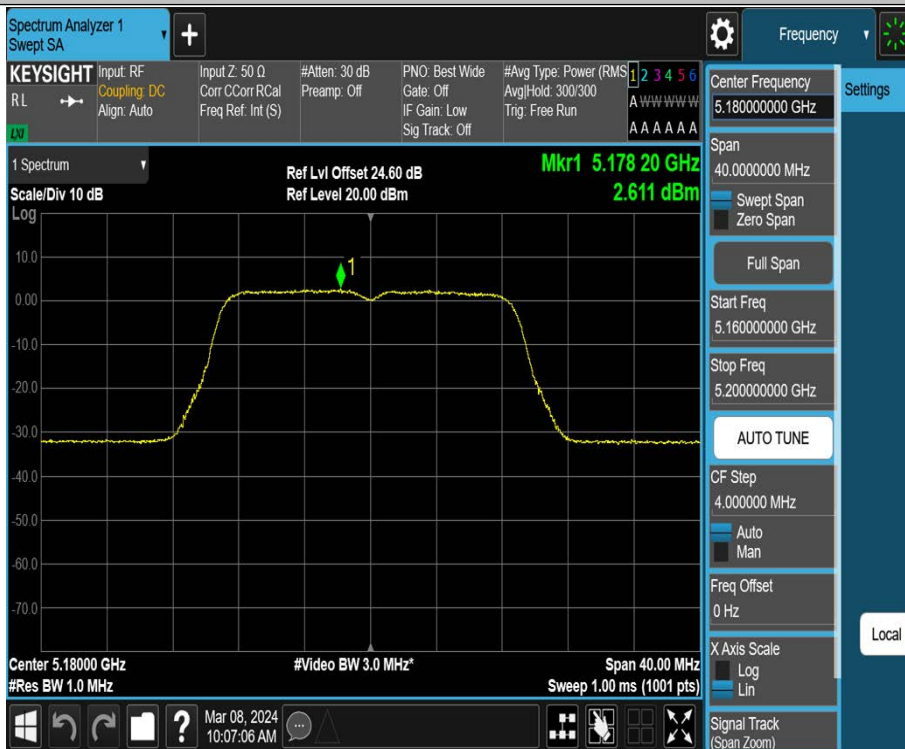 Spectrum Analyzer 1
Swept SA
+
Frequency
KEYSIGHT
RL
LXI
Input: RF
Coupling: DC
Align: Auto
Input Z: 50 Ω
Corr CCorr RCal
Freq Ref: Int (S)
#Atten: 30 dB
Preamp: Off
PNO: Best Wide
Gate: Off
IF Gain: Low
Sig Track: Off
#Avg Type: Power (RMS
Avg|Hold: 300/300
Trig: Free Run
1 2 3 4 5 6
A W W W W W
A A A A A A
1 Spectrum
Scale/Div 10 dB
Log
Ref Lvl Offset 24.60 dB
Ref Level 20.00 dBm
Mkr1 5.178 20 GHz
2.611 dBm
10.0
0.00
-10.0
-20.0
-30.0
-40.0
-50.0
-60.0
-70.0
1
Center 5.18000 GHz
#Res BW 1.0 MHz
#Video BW 3.0 MHz*
Span 40.00 MHz
Sweep 1.00 ms (1001 pts)
?
Mar 08, 2024
10:07:06 AM
Center Frequency
5.180000000 GHz
Span
40.0000000 MHz
Swept Span
Zero Span
Full Span
Start Freq
5.160000000 GHz
Stop Freq
5.200000000 GHz
AUTO TUNE
CF Step
4.000000 MHz
Auto
Man
Freq Offset
0 Hz
X Axis Scale
Log
Lin
Signal Track
(Span Zoom)
Settings
Local